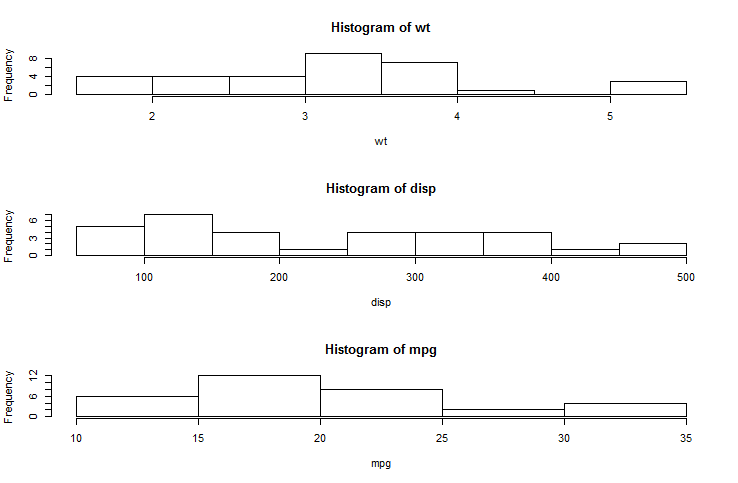 Histogram of wt
Frequency
0 4 8
2 3 4 5
wt
Histogram of disp
Frequency
0 3 6
100 200 300 400 500
disp
Histogram of mpg
Frequency
0 6 12
10 15 20 25 30 35
mpg